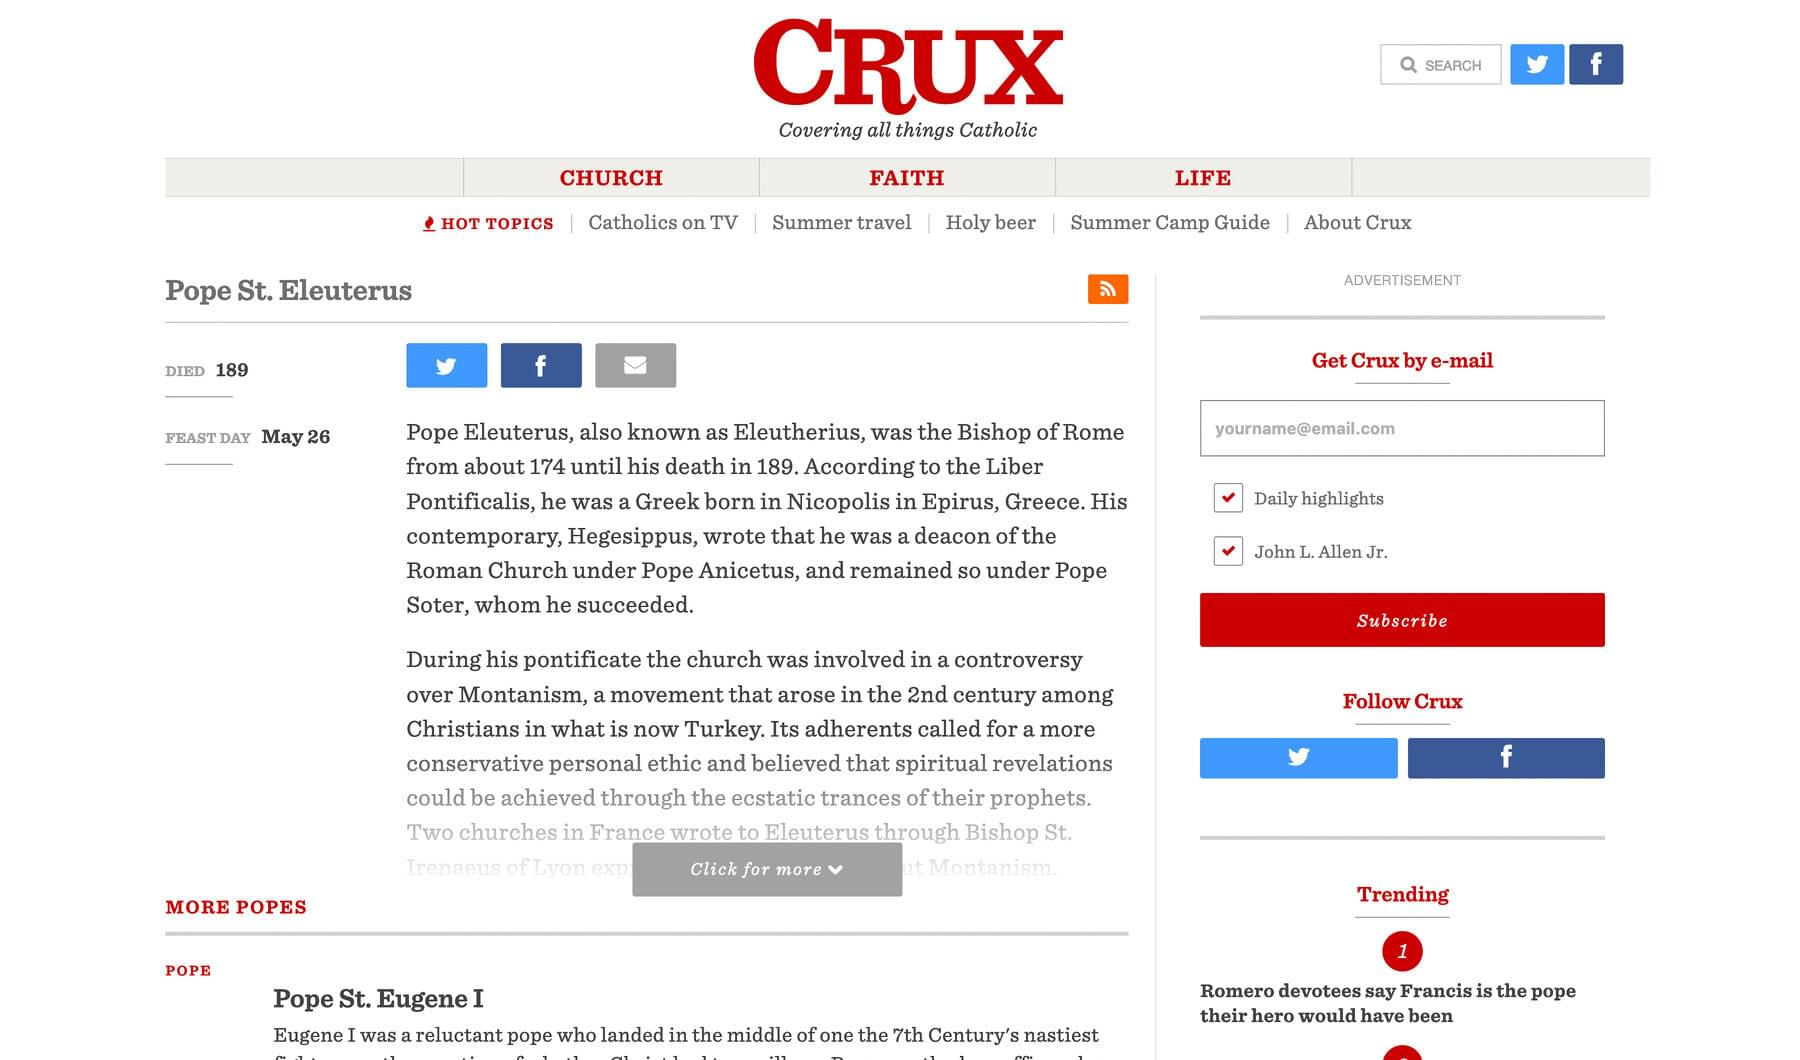 CRUX
Covering all things Catholic
SEARCH
CHURCH
FAITH
LIFE
HOT TOPICS
Catholics on TV
Summer travel
Holy beer
Summer Camp Guide
About Crux
Pope St. Eleuterus
DIED 189
FEAST DAY May 26
Pope Eleuterus, also known as Eleutherius, was the Bishop of Rome
from about 174 until his death in 189. According to the Liber
Pontificalis, he was a Greek born in Nicopolis in Epirus, Greece. His
contemporary, Hegesippus, wrote that he was a deacon of the
Roman Church under Pope Anicetus, and remained so under Pope
Soter, whom he succeeded.
During his pontificate the church was involved in a controversy
over Montanism, a movement that arose in the 2nd century among
Christians in what is now Turkey. Its adherents called for a more
conservative personal ethic and believed that spiritual revelations
could be achieved through the ecstatic trances of their prophets.
Two churches in France wrote to Eleuterus through Bishop St.
Irenaeus of Lyon Montanism.
Click for more
MORE POPES
POPE
Pope St. Eugene I
Eugene I was a reluctant pope who landed in the middle of one the 7th Century's nastiest
ADVERTISEMENT
Get Crux by e-mail
yourname@email.com
Daily highlights
John L. Allen Jr.
Subscribe
Follow Crux
Trending
1
Romero devotees say Francis is the pope
their hero would have been